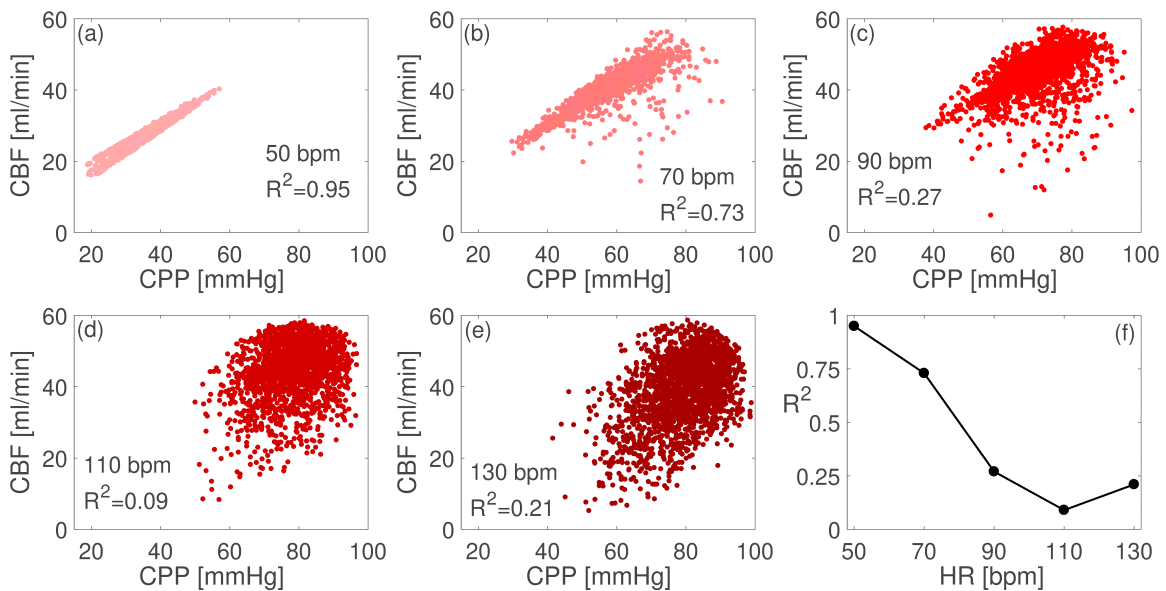 (a)
CBF [ml/min]
60
40
20
0
50 bpm
R²=0.95
20 40 60 80 100
CPP [mmHg]
(b)
CBF [ml/min]
60
40
20
0
70 bpm
R²=0.73
20 40 60 80 100
CPP [mmHg]
(c)
CBF [ml/min]
60
40
20
0
90 bpm
R²=0.27
20 40 60 80 100
CPP [mmHg]
(d)
CBF [ml/min]
60
40
20
0
110 bpm
R²=0.09
20 40 60 80 100
CPP [mmHg]
(e)
CBF [ml/min]
60
40
20
0
130 bpm
R²=0.21
20 40 60 80 100
CPP [mmHg]
(f)
R²
1
0.75
0.5
0.25
0
50 70 90 110 130
HR [bpm]